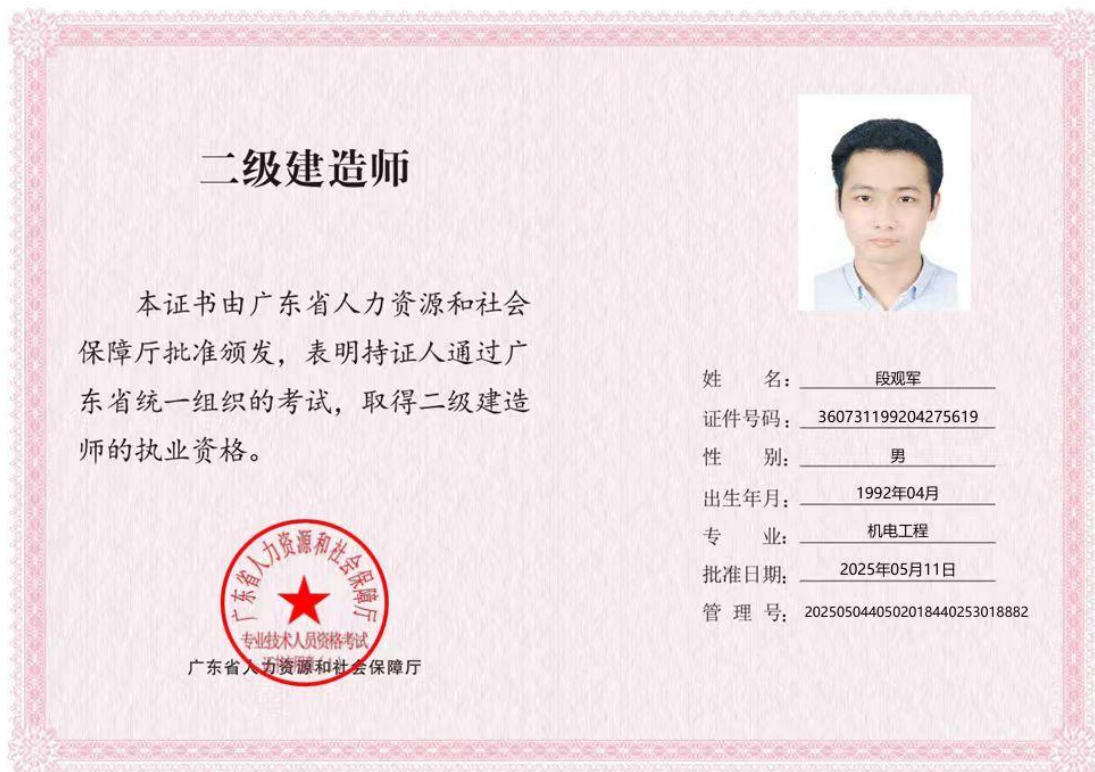 二级建造师
本证书由广东省人力资源和社会
保障厅批准颁发，表明持证人通过广
东省统一组织的考试，取得二级建造
师的执业资格。
广东省人力资源和社会保障厅
专业技术人员资格考试
广东省人力资源和社会保障厅
姓 名： 段观军
证件号码： 360731199204275619
性 别： 男
出生年月： 1992年04月
专 业： 机电工程
批准日期： 2025年05月11日
管 理 号： 20250504405020184402530​18882